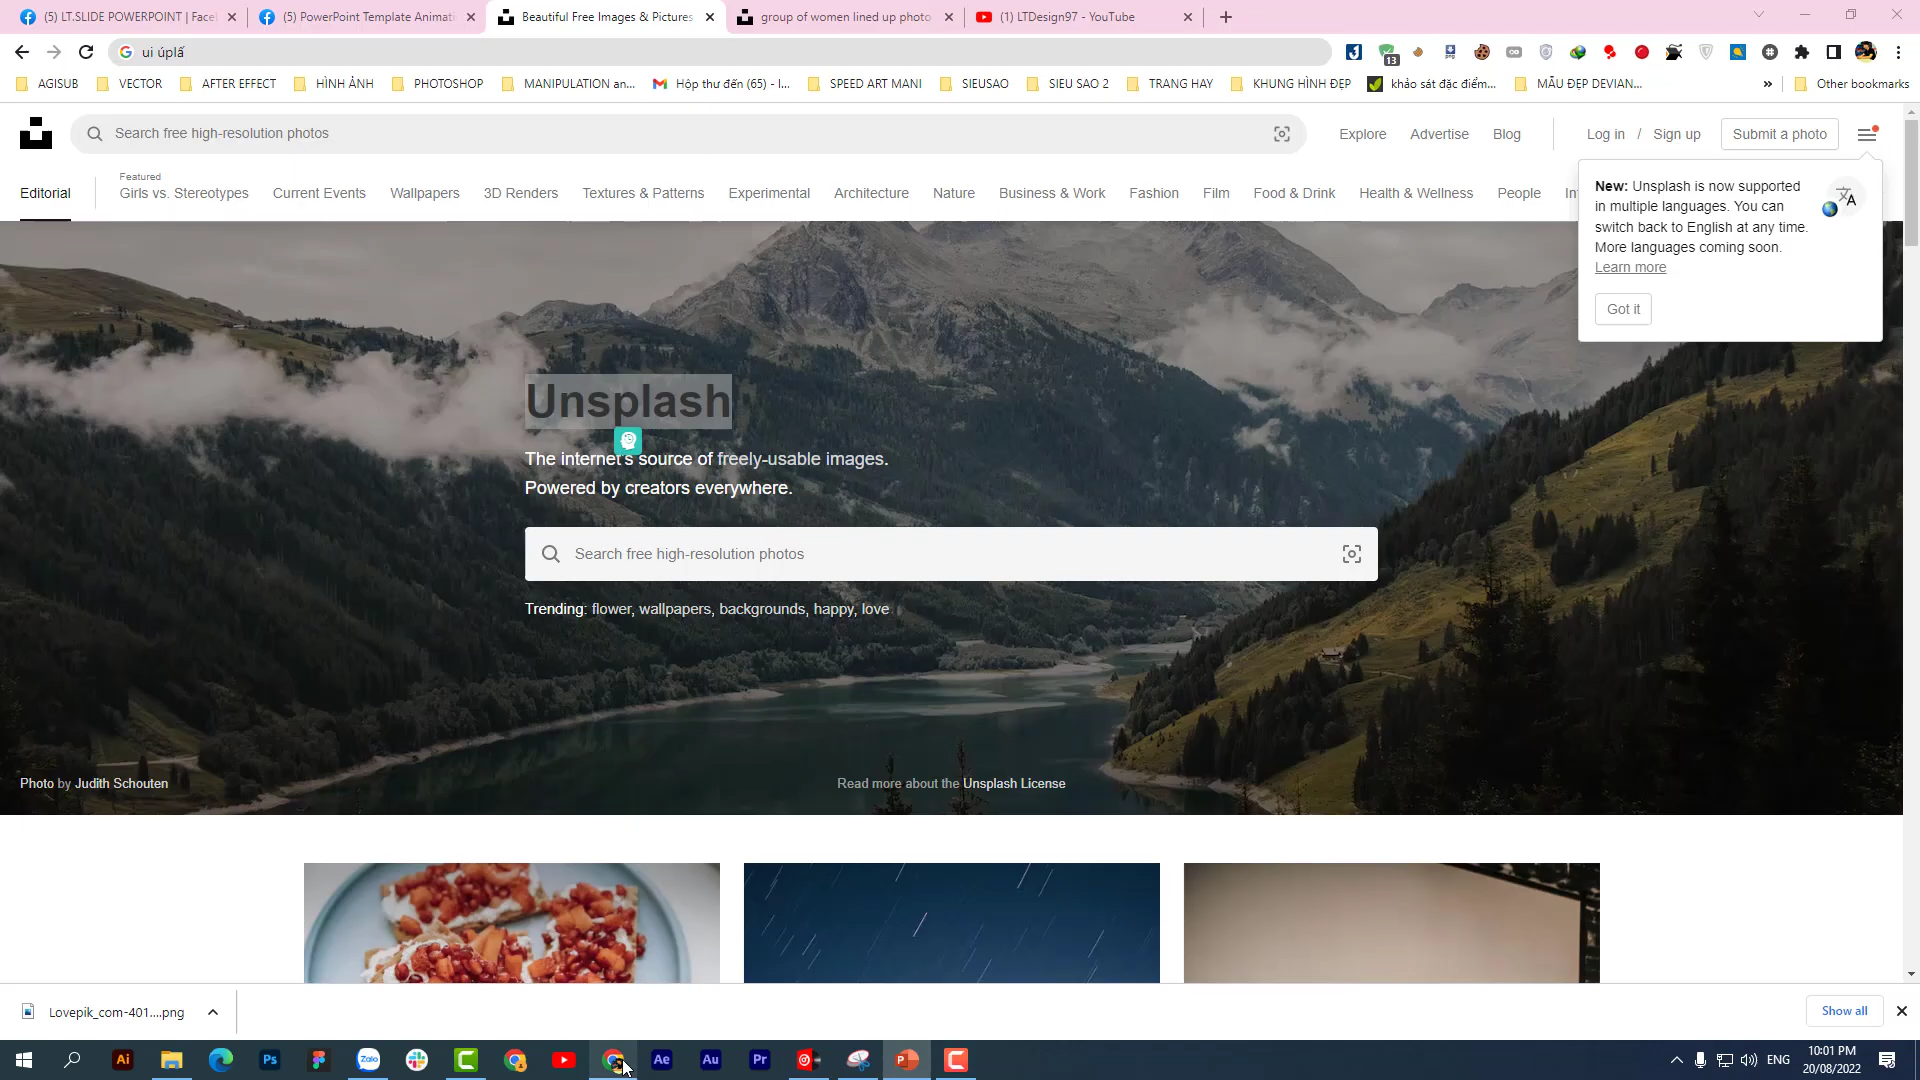 (5) LT.SLIDE POWERPOINT | Face
(5) PowerPoint Template Animati
Beautiful Free Images & Pictures
group of women lined up photo
(1) LTDesign97 - YouTube
ui úplấ
13
AGISUB
VECTOR
AFTER EFFECT
HÌNH ẢNH
PHOTOSHOP
MANIPULATION an...
Hộp thư đến (65) - l...
SPEED ART MANI
SIEUSAO
SIEU SAO 2
TRANG HAY
KHUNG HÌNH ĐẸP
khảo sát đặc điểm...
MẪU ĐẸP DEVIAN...
»
Other bookmarks
Search free high-resolution photos
Explore
Advertise
Blog
Log in / Sign up
Submit a photo
Editorial
Featured
Girls vs. Stereotypes
Current Events
Wallpapers
3D Renders
Textures & Patterns
Experimental
Architecture
Nature
Business & Work
Fashion
Film
Food & Drink
Health & Wellness
People
New: Unsplash is now supported
in multiple languages. You can
switch back to English at any time.
More languages coming soon.
Learn more
Got it
Unsplash
The internet's source of freely-usable images.
Powered by creators everywhere.
Search free high-resolution photos
Trending: flower, wallpapers, backgrounds, happy, love
Photo by Judith Schouten
Read more about the Unsplash License
Lovepik_com-401....png
Show all
Ai
Ps
Zalo
Ae
Au
Pr
ENG
10:01 PM
20/08/2022